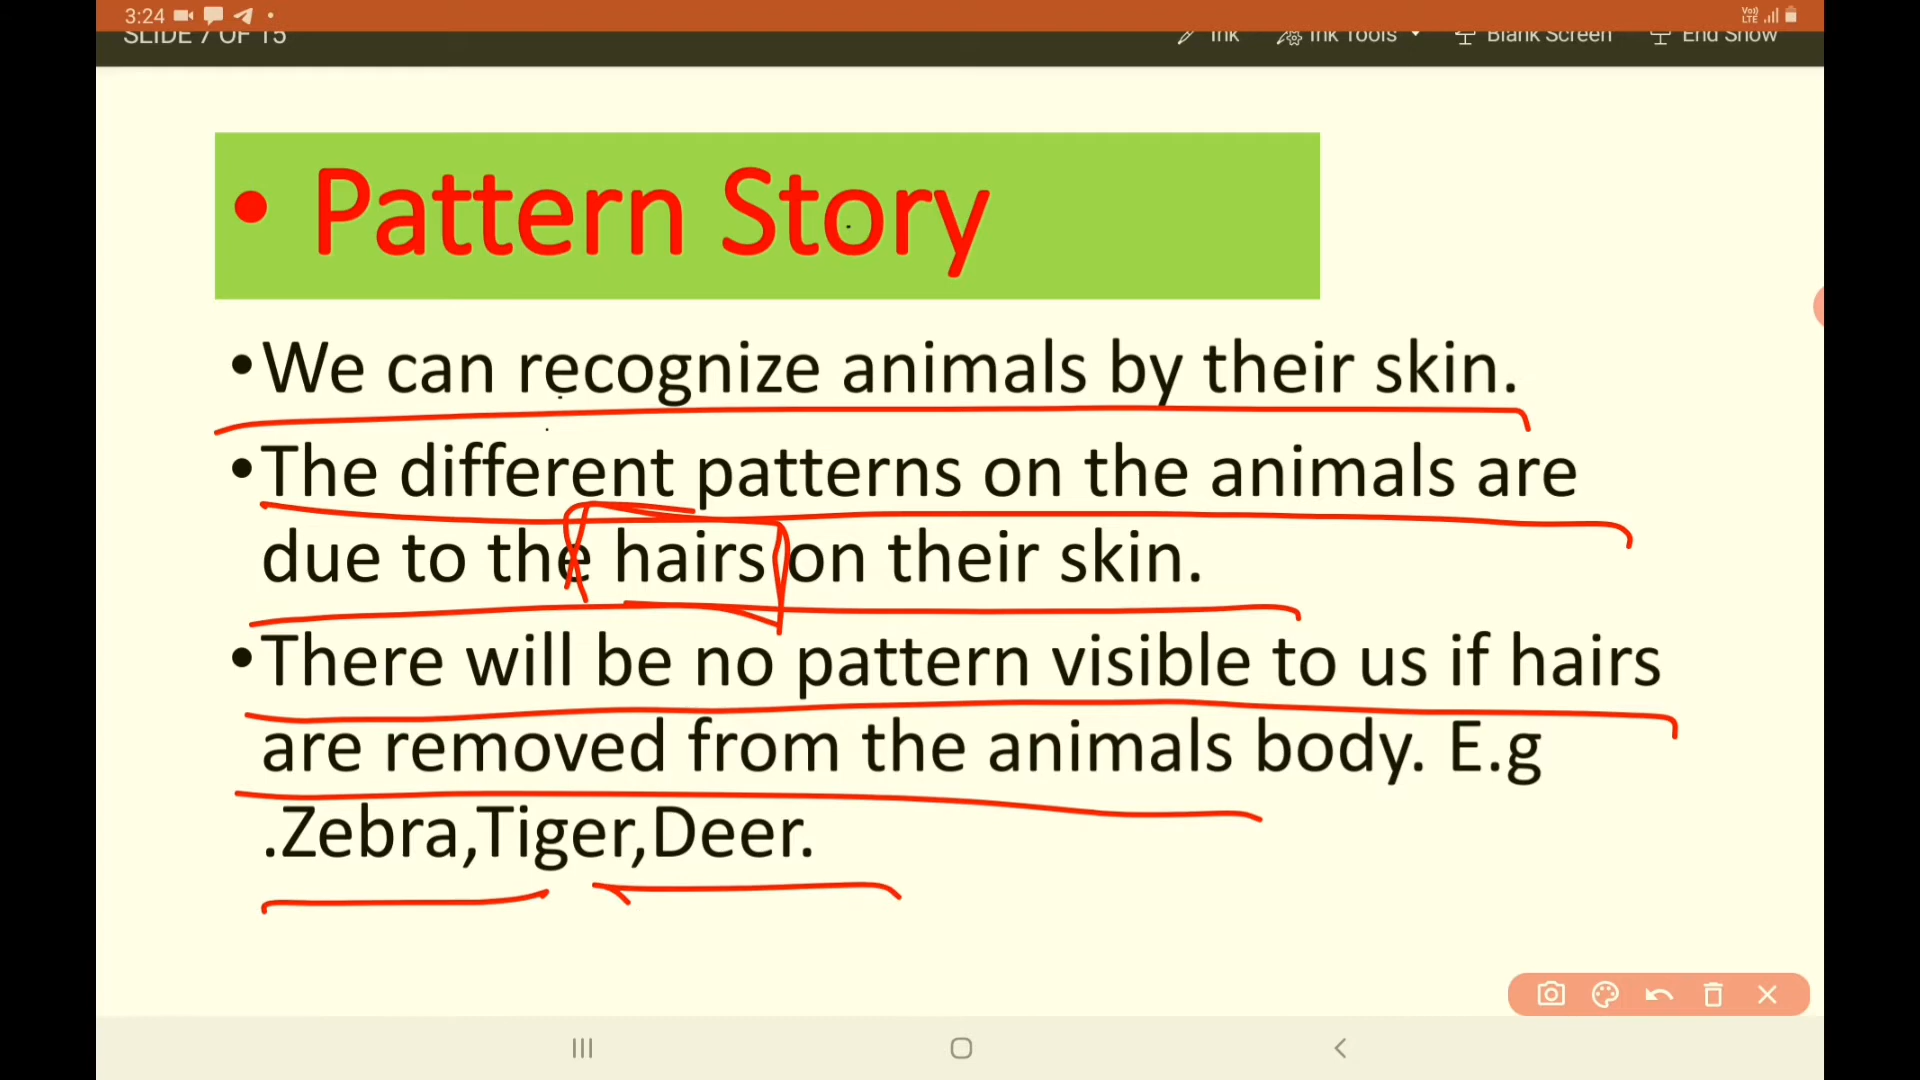 3:24
SLIDE 7 OF 15 Ink Ink Tools Blank Screen End Show
• Pattern Story
•We can recognize animals by their skin.
•The different patterns on the animals are
due to the hairs on their skin.
•There will be no pattern visible to us if hairs
are removed from the animals body. E.g
.Zebra,Tiger,Deer.